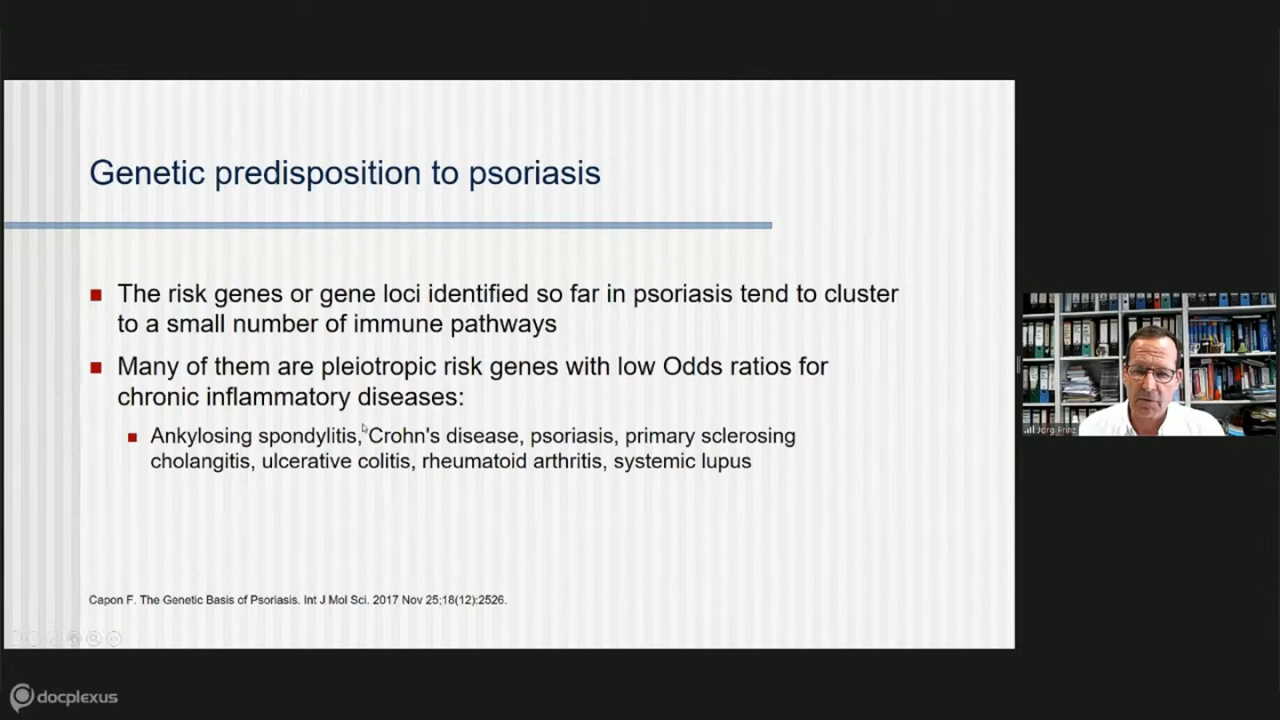 Genetic predisposition to psoriasis
The risk genes or gene loci identified so far in psoriasis tend to cluster
to a small number of immune pathways
Many of them are pleiotropic risk genes with low Odds ratios for
chronic inflammatory diseases:
Ankylosing spondylitis, Crohn's disease, psoriasis, primary sclerosing
cholangitis, ulcerative colitis, rheumatoid arthritis, systemic lupus
Capon F. The Genetic Basis of Psoriasis. Int J Mol Sci. 2017 Nov 25;18(12):2526.
Jörg Prinz
docplexus